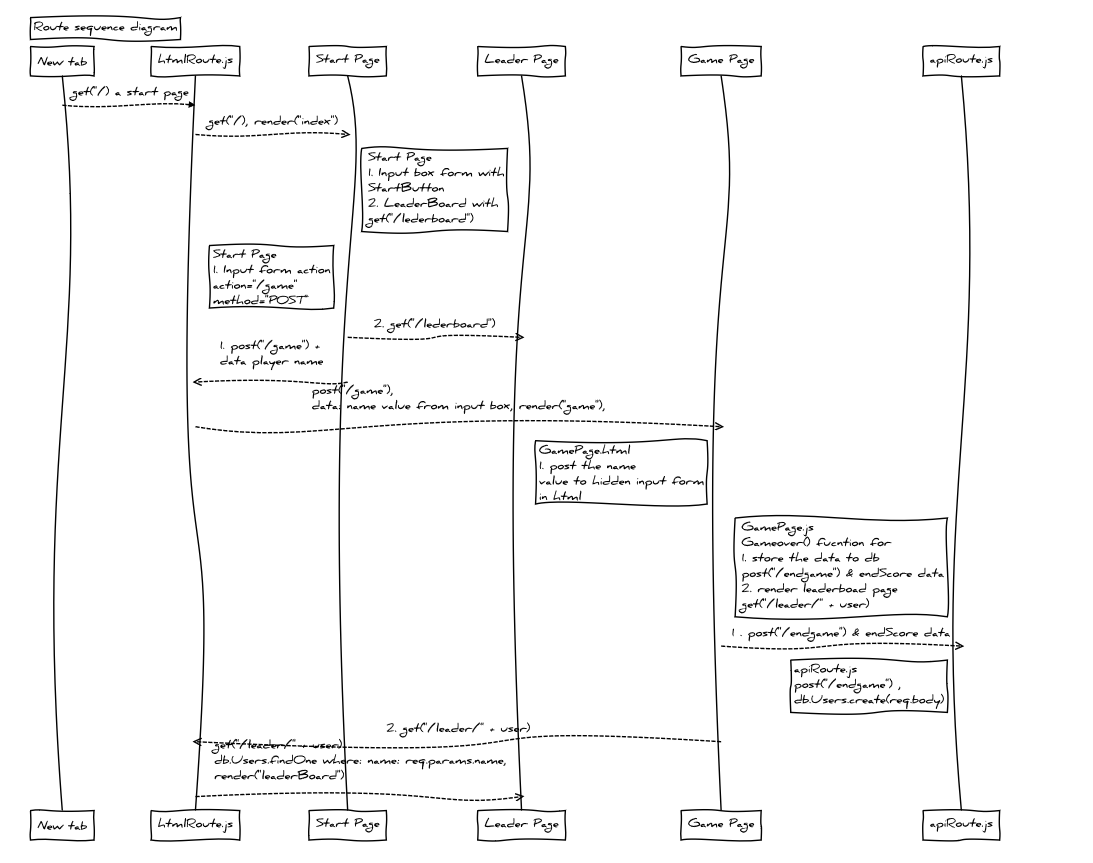 Route sequence diagram
New tab
htmlRoute.js
Start Page
Leader Page
Game Page
apiRoute.js
get("/) a start page
get("/), render("index")
Start Page
1. Input box form with
StartButton
2. LeaderBoard with
get("/lederboard")
Start Page
1. Input form action
action="/game"
method="POST"
2. get("/lederboard")
1. post("/game") +
data player name
post("/game"),
data: name value from input box, render("game"),
GamePage.html
1. post the name
value to hidden input form
in html
GamePage.js
Gameover() fucntion for
1. store the data to db
post("/endgame") & endScore data
2. render leaderboad page
get("/leader/" + user)
1 . post("/endgame") & endScore data
apiRoute.js
post("/endgame") ,
db.Users.create(req.body)
2. get("/leader/" + user)
get("/leader/" + user)
db.Users.findOne where: name: req.params.name,
render("leaderBoard")
New tab
htmlRoute.js
Start Page
Leader Page
Game Page
apiRoute.js